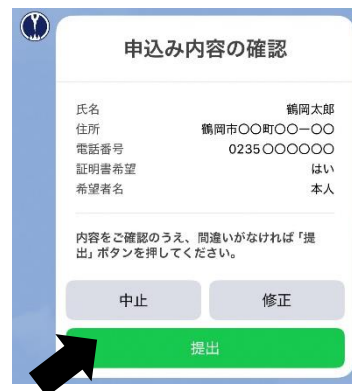 申込み内容の確認
氏名 鶴岡太郎
住所 鶴岡市〇〇町〇〇ー〇〇
電話番号 0235〇〇〇〇〇〇
証明書希望 はい
希望者名 本人
内容をご確認のうえ、間違いがなければ「提
出」ボタンを押してください。
中止 修正
提出